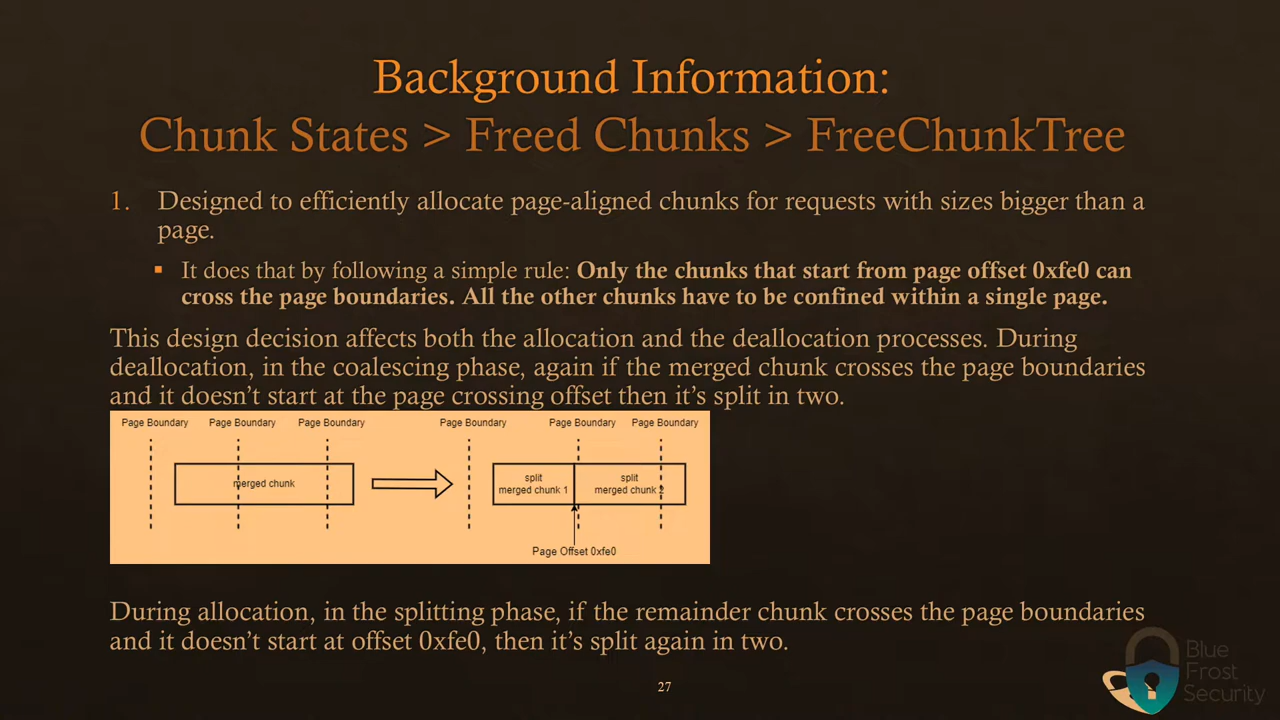 Background Information:
Chunk States > Freed Chunks > FreeChunkTree
1. Designed to efficiently allocate page-aligned chunks for requests with sizes bigger than a
page.
▪ It does that by following a simple rule: Only the chunks that start from page offset 0xfe0 can
cross the page boundaries. All the other chunks have to be confined within a single page.
This design decision affects both the allocation and the deallocation processes. During
deallocation, in the coalescing phase, again if the merged chunk crosses the page boundaries
and it doesn't start at the page crossing offset then it's split in two.
Page Boundary Page Boundary Page Boundary Page Boundary Page Boundary Page Boundary
merged chunk
split
merged chunk 1
split
merged chunk 2
Page Offset 0xfe0
During allocation, in the splitting phase, if the remainder chunk crosses the page boundaries
and it doesn't start at offset 0xfe0, then it's split again in two.
Blue
Frost
Security
27